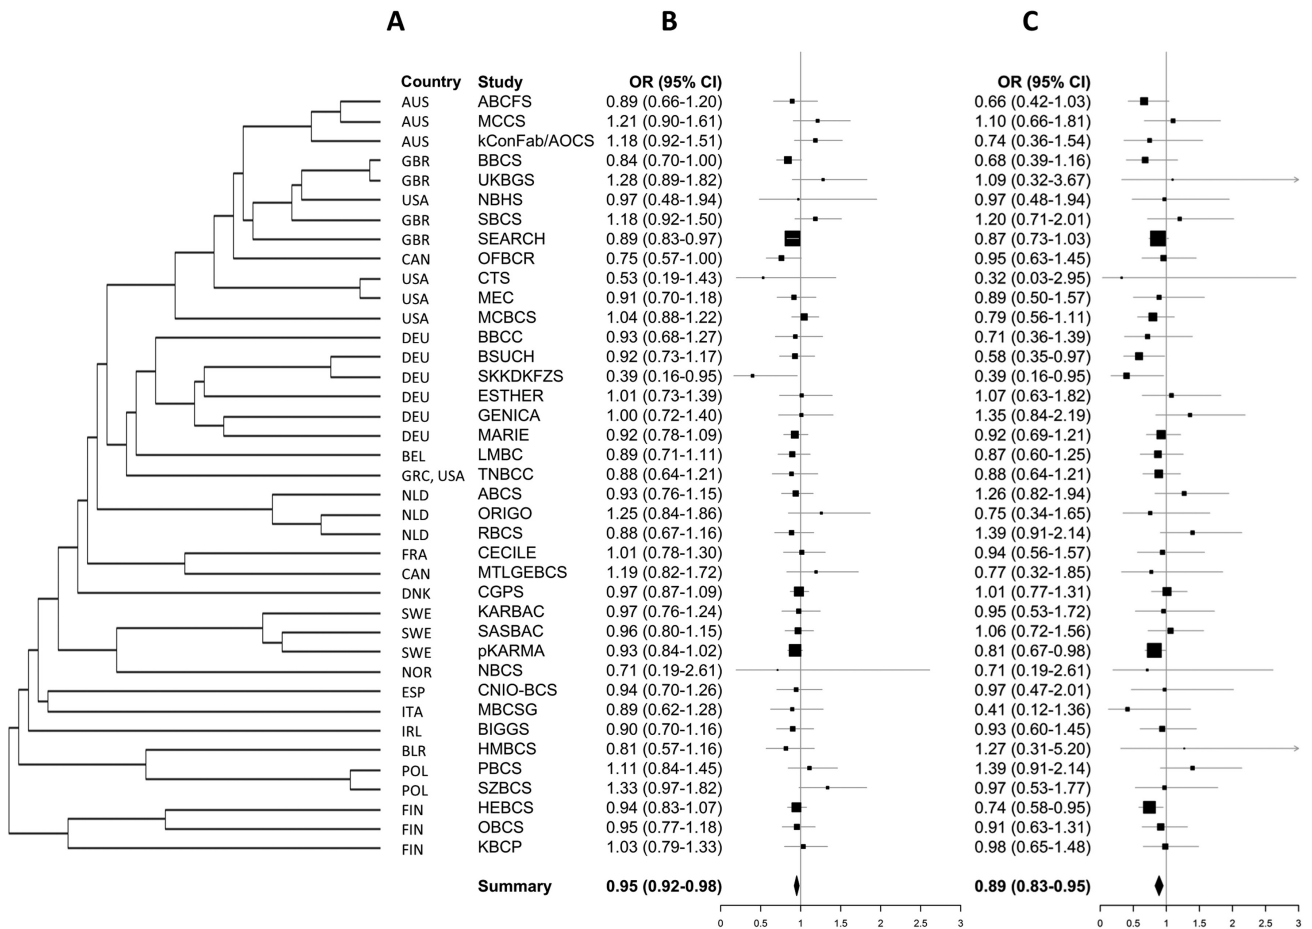 A B C
Country Study OR (95% CI) OR (95% CI)
AUS ABCFS 0.89 (0.66-1.20) 0.66 (0.42-1.03)
AUS MCCS 1.21 (0.90-1.61) 1.10 (0.66-1.81)
AUS kConFab/AOCS 1.18 (0.92-1.51) 0.74 (0.36-1.54)
GBR BBCS 0.84 (0.70-1.00) 0.68 (0.39-1.16)
GBR UKBGS 1.28 (0.89-1.82) 1.09 (0.32-3.67)
USA NBHS 0.97 (0.48-1.94) 0.97 (0.48-1.94)
GBR SBCS 1.18 (0.92-1.50) 1.20 (0.71-2.01)
GBR SEARCH 0.89 (0.83-0.97) 0.87 (0.73-1.03)
CAN OFBCR 0.75 (0.57-1.00) 0.95 (0.63-1.45)
USA CTS 0.53 (0.19-1.43) 0.32 (0.03-2.95)
USA MEC 0.91 (0.70-1.18) 0.89 (0.50-1.57)
USA MCBCS 1.04 (0.88-1.22) 0.79 (0.56-1.11)
DEU BBCC 0.93 (0.68-1.27) 0.71 (0.36-1.39)
DEU BSUCH 0.92 (0.73-1.17) 0.58 (0.35-0.97)
DEU SKKDKFZS 0.39 (0.16-0.95) 0.39 (0.16-0.95)
DEU ESTHER 1.01 (0.73-1.39) 1.07 (0.63-1.82)
DEU GENICA 1.00 (0.72-1.40) 1.35 (0.84-2.19)
DEU MARIE 0.92 (0.78-1.09) 0.92 (0.69-1.21)
BEL LMBC 0.89 (0.71-1.11) 0.87 (0.60-1.25)
GRC, USA TNBCC 0.88 (0.64-1.21) 0.88 (0.64-1.21)
NLD ABCS 0.93 (0.76-1.15) 1.26 (0.82-1.94)
NLD ORIGO 1.25 (0.84-1.86) 0.75 (0.34-1.65)
NLD RBCS 0.88 (0.67-1.16) 1.39 (0.91-2.14)
FRA CECILE 1.01 (0.78-1.30) 0.94 (0.56-1.57)
CAN MTLGEBCS 1.19 (0.82-1.72) 0.77 (0.32-1.85)
DNK CGPS 0.97 (0.87-1.09) 1.01 (0.77-1.31)
SWE KARBAC 0.97 (0.76-1.24) 0.95 (0.53-1.72)
SWE SASBAC 0.96 (0.80-1.15) 1.06 (0.72-1.56)
SWE pKARMA 0.93 (0.84-1.02) 0.81 (0.67-0.98)
NOR NBCS 0.71 (0.19-2.61) 0.71 (0.19-2.61)
ESP CNIO-BCS 0.94 (0.70-1.26) 0.97 (0.47-2.01)
ITA MBCSG 0.89 (0.62-1.28) 0.41 (0.12-1.36)
IRL BIGGS 0.90 (0.70-1.16) 0.93 (0.60-1.45)
BLR HMBCS 0.81 (0.57-1.16) 1.27 (0.31-5.20)
POL PBCS 1.11 (0.84-1.45) 1.39 (0.91-2.14)
POL SZBCS 1.33 (0.97-1.82) 0.97 (0.53-1.77)
FIN HEBCS 0.94 (0.83-1.07) 0.74 (0.58-0.95)
FIN OBCS 0.95 (0.77-1.18) 0.91 (0.63-1.31)
FIN KBCP 1.03 (0.79-1.33) 0.98 (0.65-1.48)
Summary 0.95 (0.92-0.98) 0.89 (0.83-0.95)
0 0.5 1 1.5 2 2.5 3 0 0.5 1 1.5 2 2.5 3